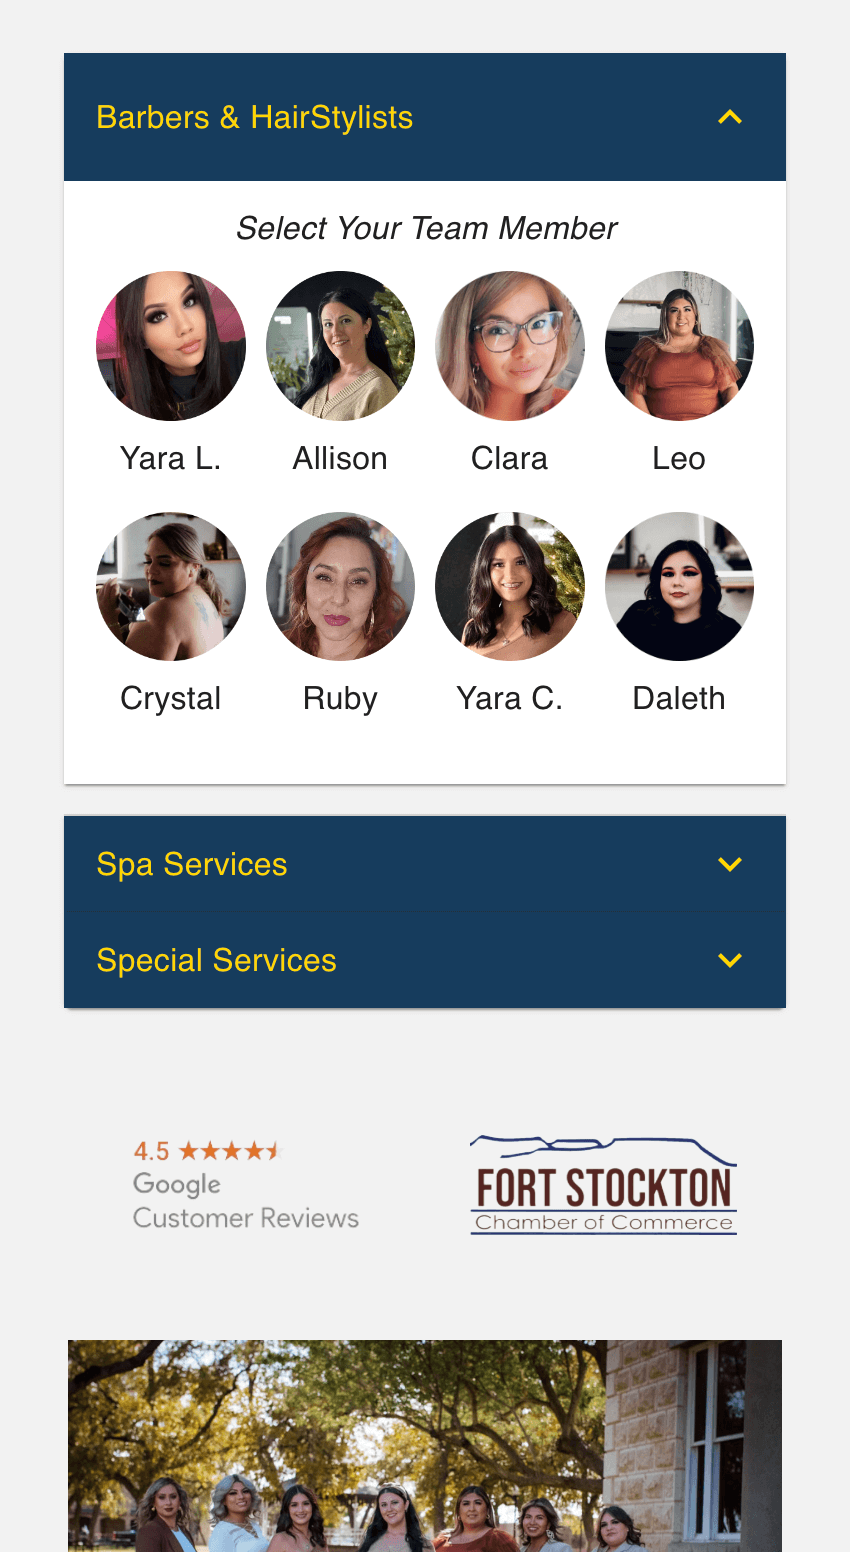 Barbers & HairStylists
Select Your Team Member
Yara L. Allison Clara Leo
Crystal Ruby Yara C. Daleth
Spa Services
Special Services
4.5
Google
Customer Reviews
FORT STOCKTON
Chamber of Commerce